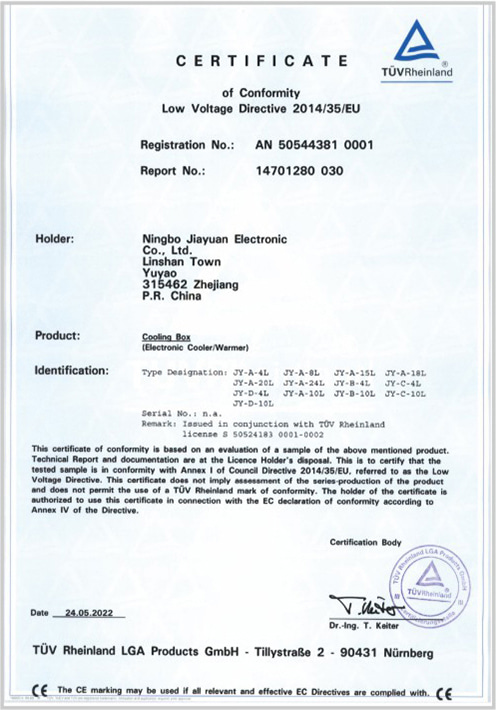 CERTIFICATE
TÜVRheinland®
of Conformity
Low Voltage Directive 2014/35/EU
Registration No.: AN 50544381 0001
Report No.: 14701280 030
Holder: Ningbo Jiayuan Electronic
Co., Ltd.
Linshan Town
Yuyao
315462 Zhejiang
P.R. China
Product: Cooling Box
(Electronic Cooler/Warmer)
Identification: Type Designation: JY-A-4L JY-A-8L JY-A-15L JY-A-18L
JY-A-20L JY-A-24L JY-B-4L JY-C-4L
JY-D-4L JY-A-10L JY-B-10L JY-C-10L
JY-D-10L
Serial No.: n.a.
Remark: Issued in conjunction with TÜV Rheinland
license S 50524183 0001-0002
This certificate of conformity is based on an evaluation of a sample of the above mentioned product.
Technical Report and documentation are at the Licence Holder's disposal. This is to certify that the
tested sample is in conformity with Annex I of Council Directive 2014/35/EU, referred to as the Low
Voltage Directive. This certificate does not imply assessment of the series-production of the product
and does not permit the use of a TÜV Rheinland mark of conformity. The holder of the certificate is
authorized to use this certificate in connection with the EC declaration of conformity according to
Annex IV of the Directive.
Certification Body
TÜV Rheinland LGA Products GmbH
TÜVRheinland
Zertifizierungsstelle
T. Keiter
Date 24.05.2022
Dr.-Ing. T. Keiter
TÜV Rheinland LGA Products GmbH - Tillystraße 2 - 90431 Nürnberg
CE The CE marking may be used if all relevant and effective EC Directives are complied with. CE